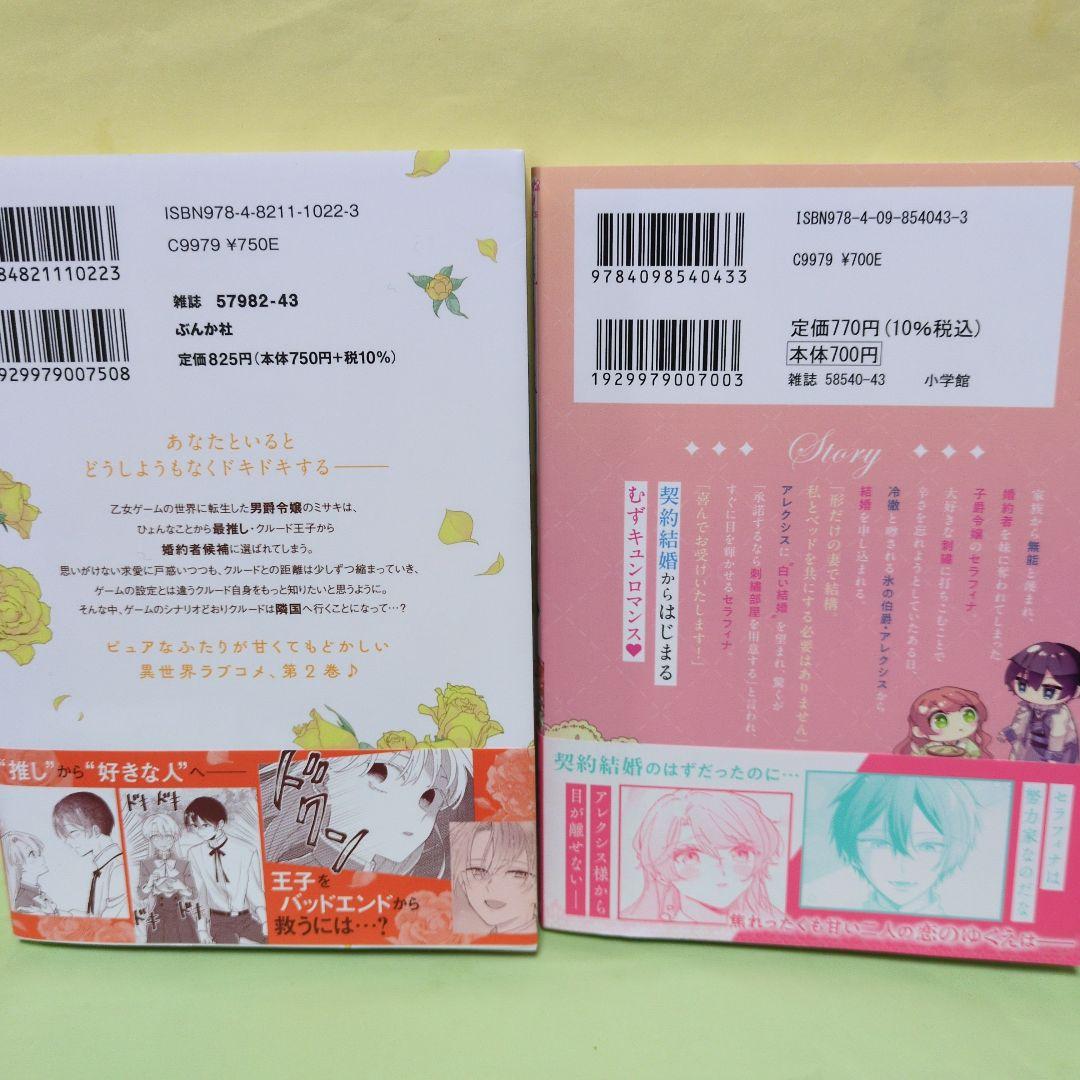 ISBN978-4-8211-1022-3
C9979 ¥750E
84821110223
雑誌 57982-43
ぶんか社
定価825円(本体750円+税10%)
929979007508
あなたといると
どうしようもなくドキドキする――
乙女ゲームの世界に転生した男爵令嬢のミサキは、
ひょんなことから最推し・クルード王子から
婚約者候補に選ばれてしまう。
思いがけない求愛に戸惑いつつも、クルードとの距離は少しずつ縮まっていき、
ゲームの設定とは違うクルード自身をもっと知りたいと思うように。
そんな中、ゲームのシナリオどおりクルードは隣国へ行くことになって…?
ピュアなふたりが甘くてもどかしい
異世界ラブコメ、第2巻♪
“推し”から“好きな人”へ――
ドキ
ドキ
ドキ
ドキ
ドクン
王子を
バッドエンドから
救うには…?
ISBN978-4-09-854043-3
C9979 ¥700E
9784098540433
定価770円(10%税込)
本体700円
雑誌 58540-43 小学館
1929979007003
Story
家族から無能と蔑まれ、
婚約者を妹に奪われてしまった
子爵令嬢のセラフィナ
大好きな刺繍に打ちこむことで
辛さを忘れようとしていたある日、
冷徹と噂される氷の伯爵・アレクシスから
結婚を申し込まれる。
「形だけの妻で結構。
私とベッドを共にする必要はありません」
アレクシスに“白い結婚”を望まれ、驚くが
「承諾するなら刺繍部屋を用意する」と言われ、
すぐに目を輝かせるセラフィナ
「喜んでお受けいたします!」
契約結婚からはじまる
むずキュンロマンス♥
契約結婚のはずだったのに…
セラフィナは
努力家なのだな
アレクシス様から
目が離せない――
焦れったくも甘い二人の恋のゆくえは――